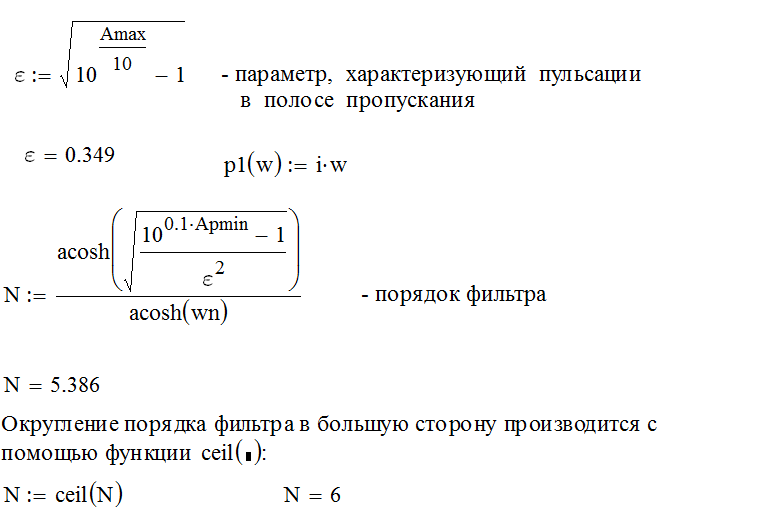 ε := √(10^(Amax/10) − 1) - параметр, характеризующий пульсации
в полосе пропускания
ε = 0.349 p1(w) := i·w
N := acosh(√((10^(0.1·Apmin) − 1)/ε^2))/acosh(wn) - порядок фильтра
N = 5.386
Округление порядка фильтра в большую сторону производится с
помощью функции ceil(▪):
N := ceil(N) N = 6